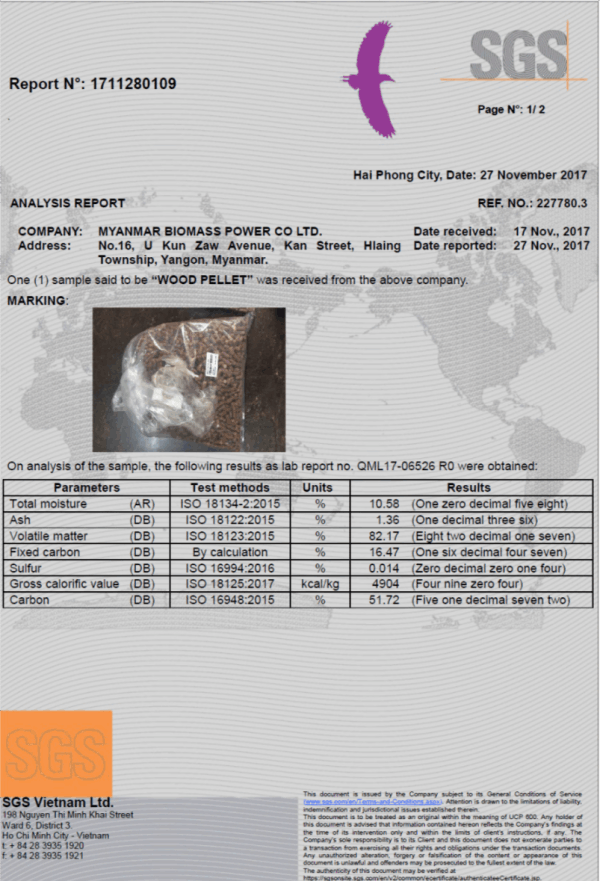 SGS
Report N°: 1711280109
Page N°: 1/ 2
Hai Phong City, Date: 27 November 2017
ANALYSIS REPORT REF. NO.: 227780.3
COMPANY: MYANMAR BIOMASS POWER CO LTD. Date received: 17 Nov., 2017
Address: No.16, U Kun Zaw Avenue, Kan Street, Hlaing Date reported: 27 Nov., 2017
Township, Yangon, Myanmar.
One (1) sample said to be “WOOD PELLET” was received from the above company.
MARKING:
On analysis of the sample, the following results as lab report no. QML17-06526 R0 were obtained:
Parameters Test methods Units Results
Total moisture (AR) ISO 18134-2:2015 % 10.58 (One zero decimal five eight)
Ash (DB) ISO 18122:2015 % 1.36 (One decimal three six)
Volatile matter (DB) ISO 18123:2015 % 82.17 (Eight two decimal one seven)
Fixed carbon (DB) By calculation % 16.47 (One six decimal four seven)
Sulfur (DB) ISO 16994:2016 % 0.014 (Zero decimal zero one four)
Gross calorific value (DB) ISO 18125:2017 kcal/kg 4904 (Four nine zero four)
Carbon (DB) ISO 16948:2015 % 51.72 (Five one decimal seven two)
SGS
SGS Vietnam Ltd.
198 Nguyen Thi Minh Khai Street
Ward 6, District 3
Ho Chi Minh City - Vietnam
t: + 84 28 3935 1920
f: + 84 28 3935 1921
This document is issued by the Company subject to its General Conditions of Service
(www.sgs.com/en/Terms-and-Conditions.aspx). Attention is drawn to the limitations of liability,
indemnification and jurisdictional issues established therein.
This document is to be treated as an original within the meaning of UCP 600. Any holder of
this document is advised that information contained hereon reflects the Company's findings at
the time of its intervention only and within the limits of client's instructions, if any. The
Company's sole responsibility is to its Client and this document does not exonerate parties to
a transaction from exercising all their rights and obligations under the transaction documents.
Any unauthorized alteration, forgery or falsification of the content or appearance of this
document is unlawful and offenders may be prosecuted to the fullest extent of the law.
The authenticity of this document may be verified at
https://sgsonsite.sgs.com/en/v2/common/ecertificate/authenticateeCertificate.jsp.